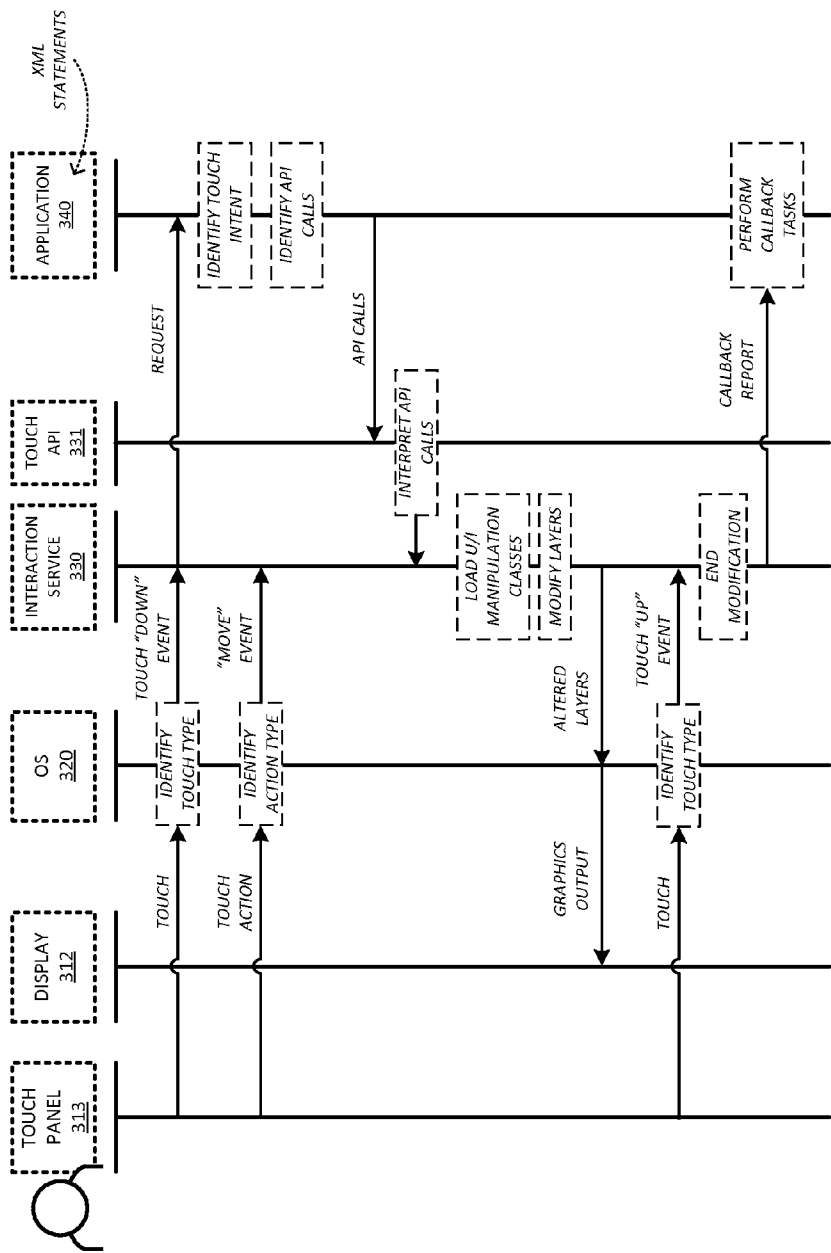 TOUCH
PANEL
313
DISPLAY
312
OS
320
INTERACTION
SERVICE
330
TOUCH
API
331
APPLICATION
340
XML
STATEMENTS
TOUCH
IDENTIFY
TOUCH TYPE
TOUCH "DOWN"
EVENT
REQUEST
IDENTIFY TOUCH
INTENT
TOUCH
ACTION
IDENTIFY
ACTION TYPE
"MOVE"
EVENT
IDENTIFY API
CALLS
API CALLS
INTERPRET API
CALLS
LOAD U/I
MANIPULATION
CLASSES
MODIFY LAYERS
ALTERED
LAYERS
GRAPHICS
OUTPUT
TOUCH
IDENTIFY
TOUCH TYPE
TOUCH "UP"
EVENT
END
MODIFICATION
CALLBACK
REPORT
PERFORM
CALLBACK
TASKS